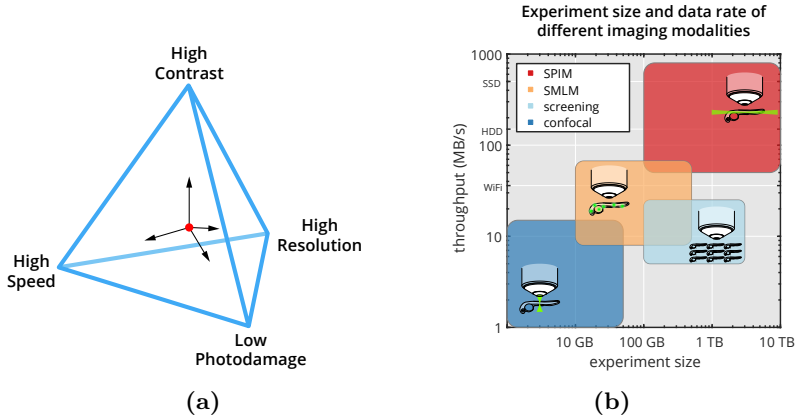 High
Contrast
High
Resolution
High
Speed
Low
Photodamage
(a)
Experiment size and data rate of
different imaging modalities
throughput (MB/s)
1000
SSD
HDD
100
WiFi
10
1
SPIM
SMLM
screening
confocal
10 GB
100 GB
1 TB
10 TB
experiment size
(b)